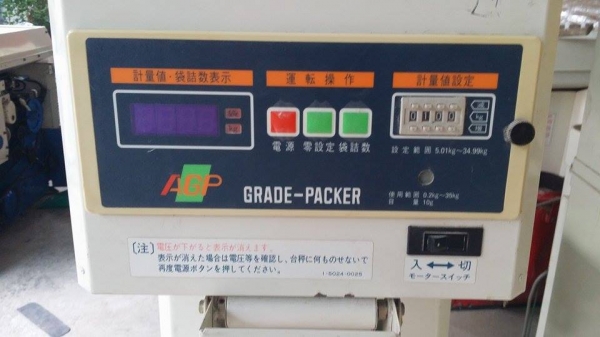 計量値・袋詰数表示
運転操作
計量値設定
kg
kg
電源 零設定 袋詰数
設定範囲 5.01kg～34.99kg
AGP
GRADE-PACKER
使用範囲 0.2kg～35kg
目量 10g
〔注〕電圧が下がると表示が消えます。
表示が消えた場合は電圧等を確認し、台秤に何ものせないで
再度電源ボタンを押してください。
1-5024-0026
入 ↔ 切
モータースイッチ